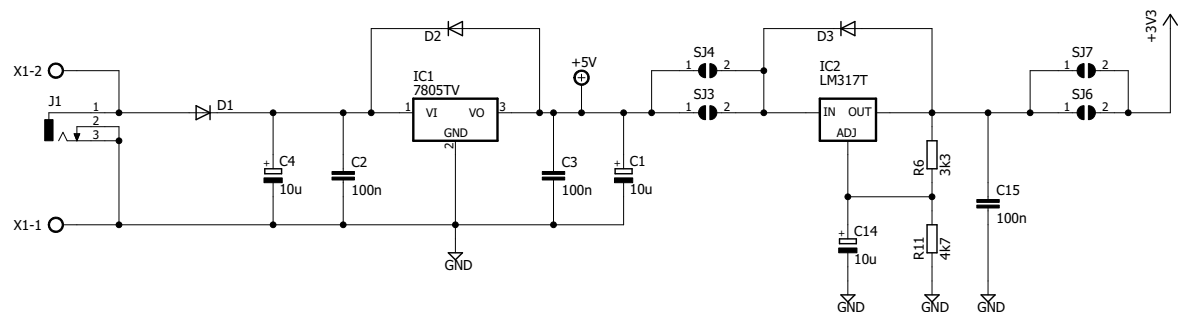 X1-2
J1
1
2
3
X1-1
D1
C4
+
10u
C2
100n
D2
IC1
7805TV
1
VI
VO
3
GND
2
C3
100n
+5V
C1
+
10u
GND
SJ4
1 2
SJ3
1 2
D3
IC2
LM317T
IN OUT
ADJ
R6
3k3
C14
+
10u
R11
4k7
C15
100n
GND
GND
GND
SJ7
1 2
SJ6
1 2
+3V3